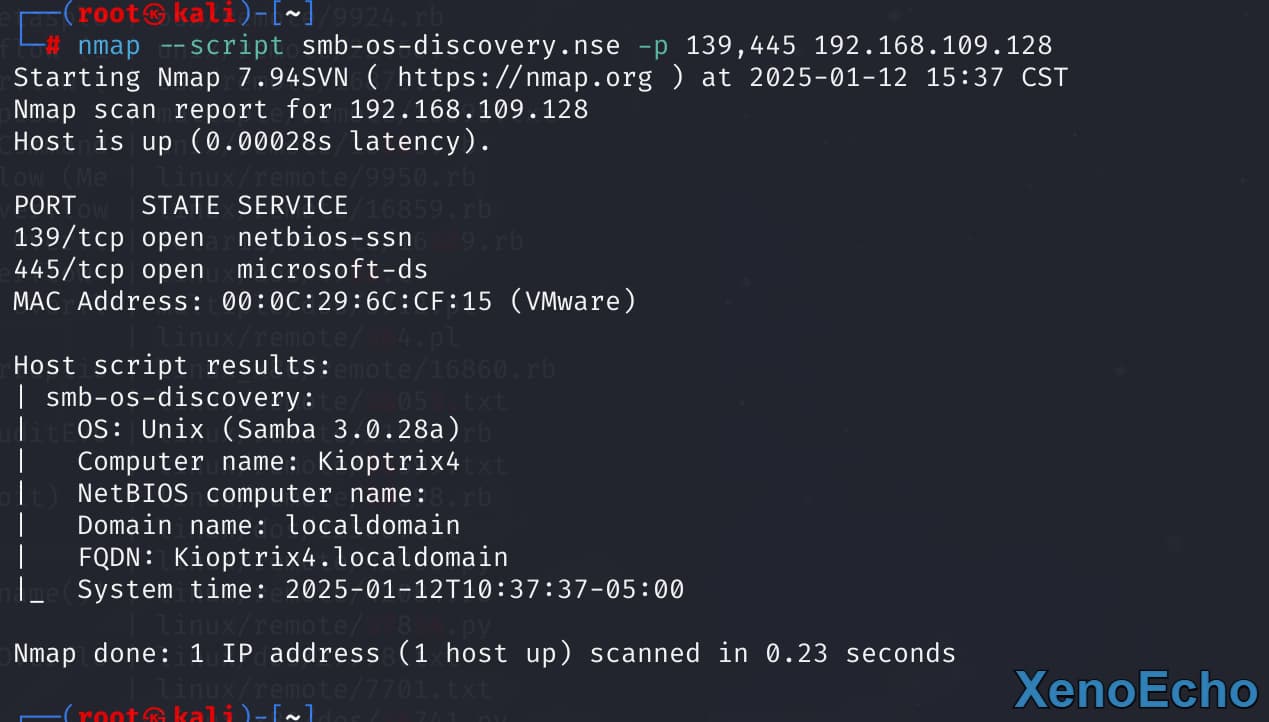 ┌──(root㉿kali)-[~]
└─# nmap --script smb-os-discovery.nse -p 139,445 192.168.109.128
Starting Nmap 7.94SVN ( https://nmap.org ) at 2025-01-12 15:37 CST
Nmap scan report for 192.168.109.128
Host is up (0.00028s latency).

PORT    STATE SERVICE
139/tcp open  netbios-ssn
445/tcp open  microsoft-ds
MAC Address: 00:0C:29:6C:CF:15 (VMware)

Host script results:
| smb-os-discovery:
|   OS: Unix (Samba 3.0.28a)
|   Computer name: Kioptrix4
|   NetBIOS computer name:
|   Domain name: localdomain
|   FQDN: Kioptrix4.localdomain
|_  System time: 2025-01-12T10:37:37-05:00

Nmap done: 1 IP address (1 host up) scanned in 0.23 seconds
XenoEcho
┌──(root㉿kali)-[~]